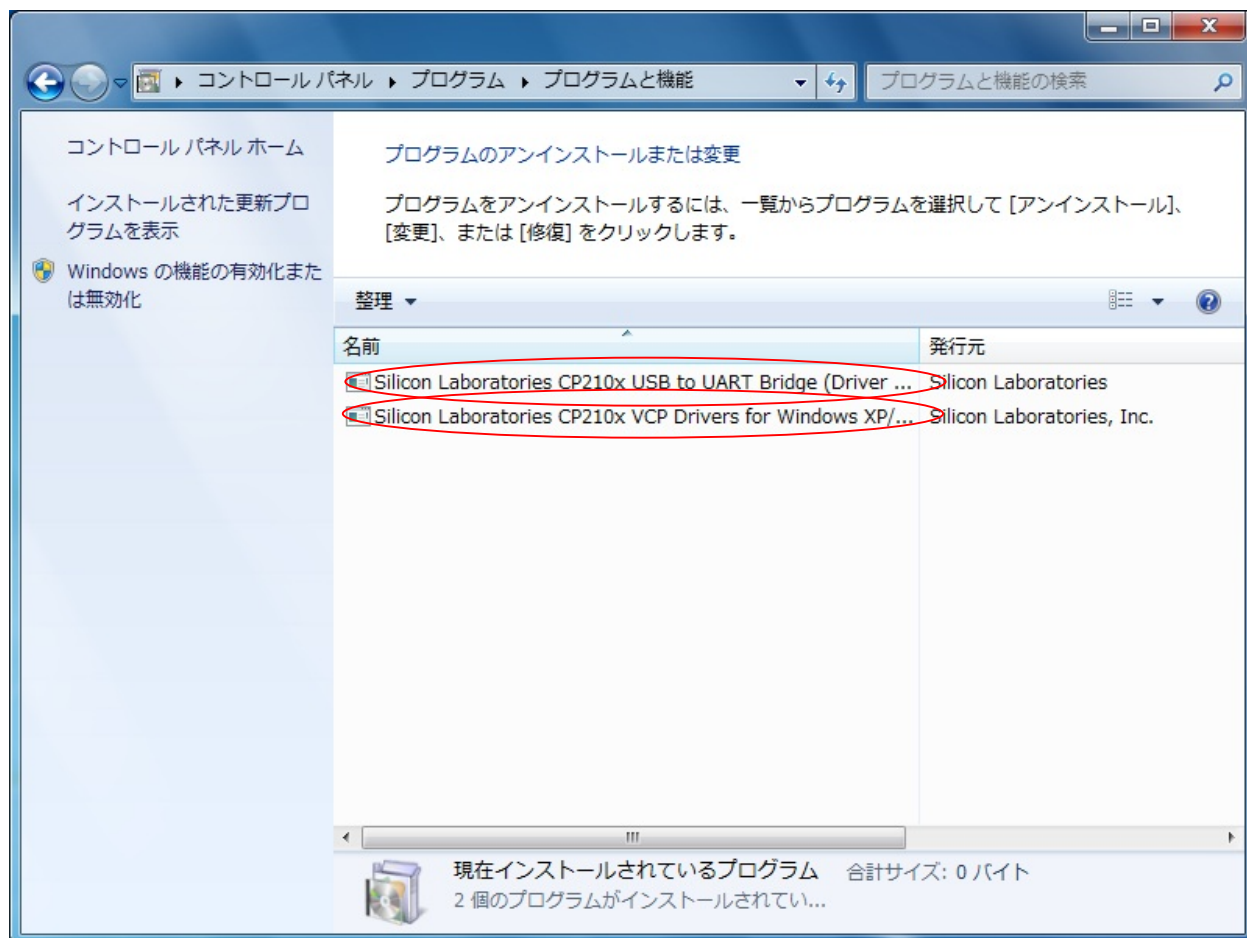 コントロール パネル ▸ プログラム ▸ プログラムと機能
プログラムと機能の検索
コントロール パネル ホーム
インストールされた更新プロ
グラムを表示
Windows の機能の有効化また
は無効化
プログラムのアンインストールまたは変更
プログラムをアンインストールするには、一覧からプログラムを選択して [アンインストール]、
[変更]、または [修復] をクリックします。
整理
名前 発行元
Silicon Laboratories CP210x USB to UART Bridge (Driver ... Silicon Laboratories
Silicon Laboratories CP210x VCP Drivers for Windows XP/... Silicon Laboratories, Inc.
現在インストールされているプログラム 合計サイズ: 0 バイト
2 個のプログラムがインストールされてい...